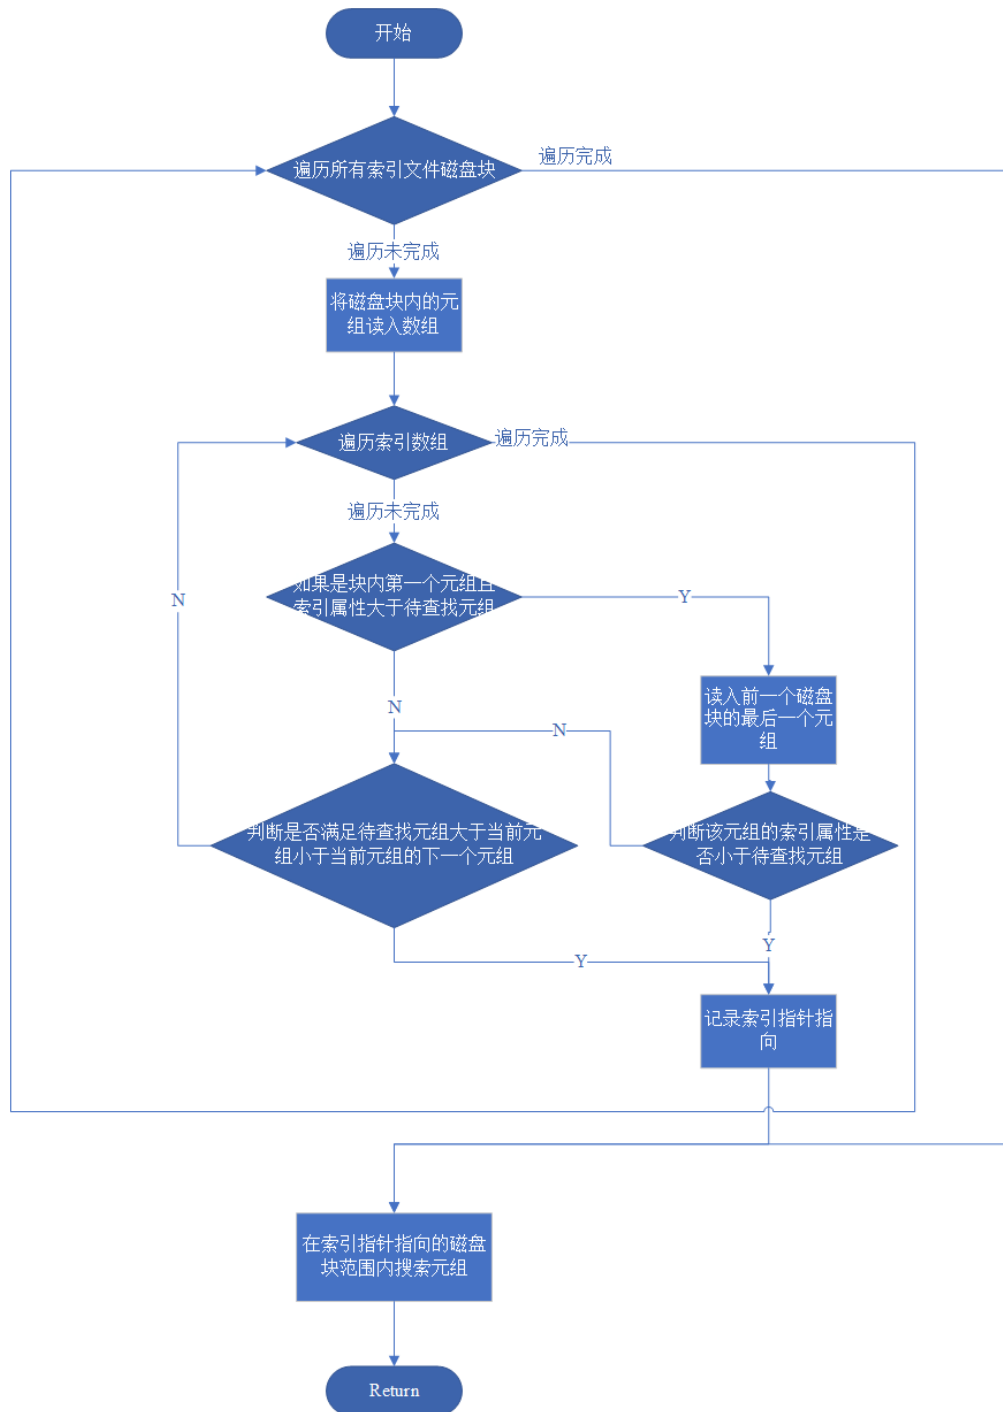 开始
遍历所有索引文件磁盘块
遍历完成
遍历未完成
将磁盘块内的元
组读入数组
遍历索引数组
遍历完成
遍历未完成
如果是块内第一个元组且
索引属性大于待查找元组
Y
N
N
读入前一个磁盘
块的最后一个元
组
N
判断是否满足待查找元组大于当前元
组小于当前元组的下一个元组
判断该元组的索引属性是
否小于待查找元组
Y
Y
记录索引指针指
向
在索引指针指向的磁盘
块范围内搜索元组
Return